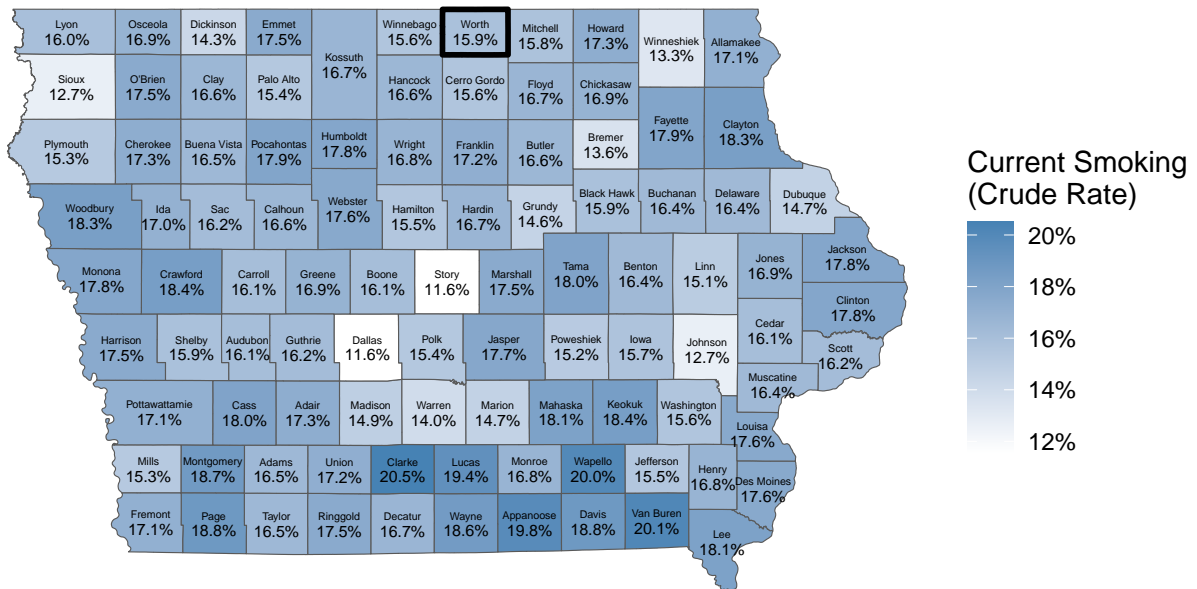 Lyon
16.0%
Osceola
16.9%
Dickinson
14.3%
Emmet
17.5%
Kossuth
16.7%
Winnebago
15.6%
Worth
15.9%
Mitchell
15.8%
Howard
17.3%
Winneshiek
13.3%
Allamakee
17.1%
Sioux
12.7%
O'Brien
17.5%
Clay
16.6%
Palo Alto
15.4%
Hancock
16.6%
Cerro Gordo
15.6%
Floyd
16.7%
Chickasaw
16.9%
Fayette
17.9%
Clayton
18.3%
Plymouth
15.3%
Cherokee
17.3%
Buena Vista
16.5%
Pocahontas
17.9%
Humboldt
17.8%
Wright
16.8%
Franklin
17.2%
Butler
16.6%
Bremer
13.6%
Woodbury
18.3%
Ida
17.0%
Sac
16.2%
Calhoun
16.6%
Webster
17.6%
Hamilton
15.5%
Hardin
16.7%
Grundy
14.6%
Black Hawk
15.9%
Buchanan
16.4%
Delaware
16.4%
Dubuque
14.7%
Monona
17.8%
Crawford
18.4%
Carroll
16.1%
Greene
16.9%
Boone
16.1%
Story
11.6%
Marshall
17.5%
Tama
18.0%
Benton
16.4%
Linn
15.1%
Jones
16.9%
Jackson
17.8%
Clinton
17.8%
Harrison
17.5%
Shelby
15.9%
Audubon
16.1%
Guthrie
16.2%
Dallas
11.6%
Polk
15.4%
Jasper
17.7%
Poweshiek
15.2%
Iowa
15.7%
Johnson
12.7%
Cedar
16.1%
Scott
16.2%
Muscatine
16.4%
Pottawattamie
17.1%
Cass
18.0%
Adair
17.3%
Madison
14.9%
Warren
14.0%
Marion
14.7%
Mahaska
18.1%
Keokuk
18.4%
Washington
15.6%
Louisa
17.6%
Mills
15.3%
Montgomery
18.7%
Adams
16.5%
Union
17.2%
Clarke
20.5%
Lucas
19.4%
Monroe
16.8%
Wapello
20.0%
Jefferson
15.5%
Henry
16.8%
Des Moines
17.6%
Fremont
17.1%
Page
18.8%
Taylor
16.5%
Ringgold
17.5%
Decatur
16.7%
Wayne
18.6%
Appanoose
19.8%
Davis
18.8%
Van Buren
20.1%
Lee
18.1%
Current Smoking
(Crude Rate)
20%
18%
16%
14%
12%